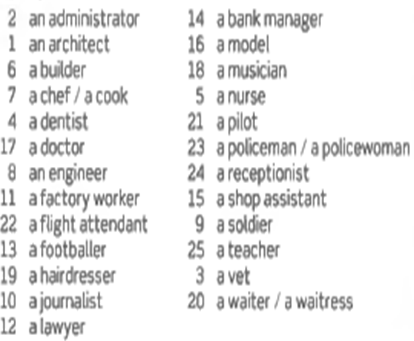 2 an administrator
1 an architect
6 a builder
7 a chef / a cook
4 a dentist
17 a doctor
8 an engineer
11 a factory worker
22 a flight attendant
13 a footballer
19 a hairdresser
10 a journalist
12 a lawyer
14 a bank manager
16 a model
18 a musician
5 a nurse
21 a pilot
23 a policeman / a policewoman
24 a receptionist
15 a shop assistant
9 a soldier
25 a teacher
3 a vet
20 a waiter / a waitress